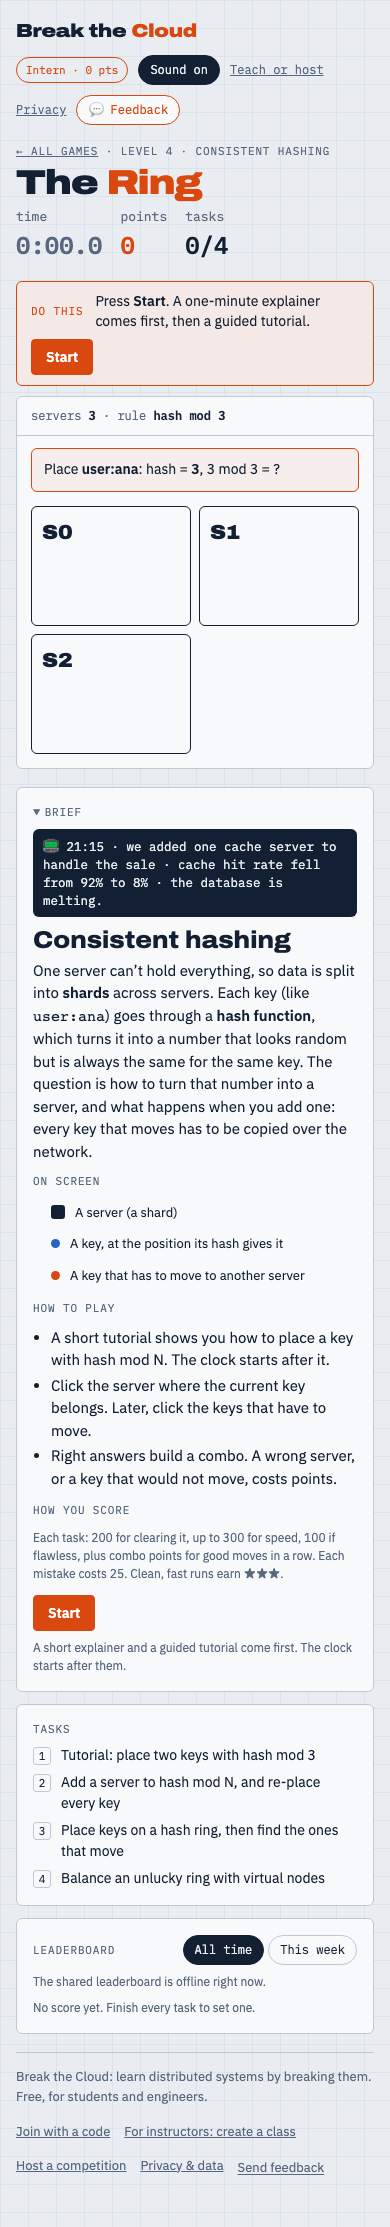 Break the Cloud
Intern · 0 pts
Sound on
Teach or host
Privacy
💬 Feedback
← ALL GAMES · LEVEL 4 · CONSISTENT HASHING
The Ring
time points tasks
0:00.0 0 0/4
DO THIS
Press Start. A one-minute explainer
comes first, then a guided tutorial.
Start
servers 3 · rule hash mod 3
Place user:ana: hash = 3, 3 mod 3 = ?
S0
S1
S2
▾ BRIEF
21:15 · we added one cache server to
handle the sale · cache hit rate fell
from 92% to 8% · the database is
melting.
Consistent hashing
One server can’t hold everything, so data is split
into shards across servers. Each key (like
user:ana) goes through a hash function,
which turns it into a number that looks random
but is always the same for the same key. The
question is how to turn that number into a
server, and what happens when you add one:
every key that moves has to be copied over the
network.
ON SCREEN
A server (a shard)
A key, at the position its hash gives it
A key that has to move to another server
HOW TO PLAY
• A short tutorial shows you how to place a key
with hash mod N. The clock starts after it.
• Click the server where the current key
belongs. Later, click the keys that have to
move.
• Right answers build a combo. A wrong server,
or a key that would not move, costs points.
HOW YOU SCORE
Each task: 200 for clearing it, up to 300 for speed, 100 if
flawless, plus combo points for good moves in a row. Each
mistake costs 25. Clean, fast runs earn ★★★.
Start
A short explainer and a guided tutorial come first. The clock
starts after them.
TASKS
1 Tutorial: place two keys with hash mod 3
2 Add a server to hash mod N, and re-place
every key
3 Place keys on a hash ring, then find the ones
that move
4 Balance an unlucky ring with virtual nodes
LEADERBOARD
All time
This week
The shared leaderboard is offline right now.
No score yet. Finish every task to set one.
Break the Cloud: learn distributed systems by breaking them.
Free, for students and engineers.
Join with a code For instructors: create a class
Host a competition Privacy & data Send feedback